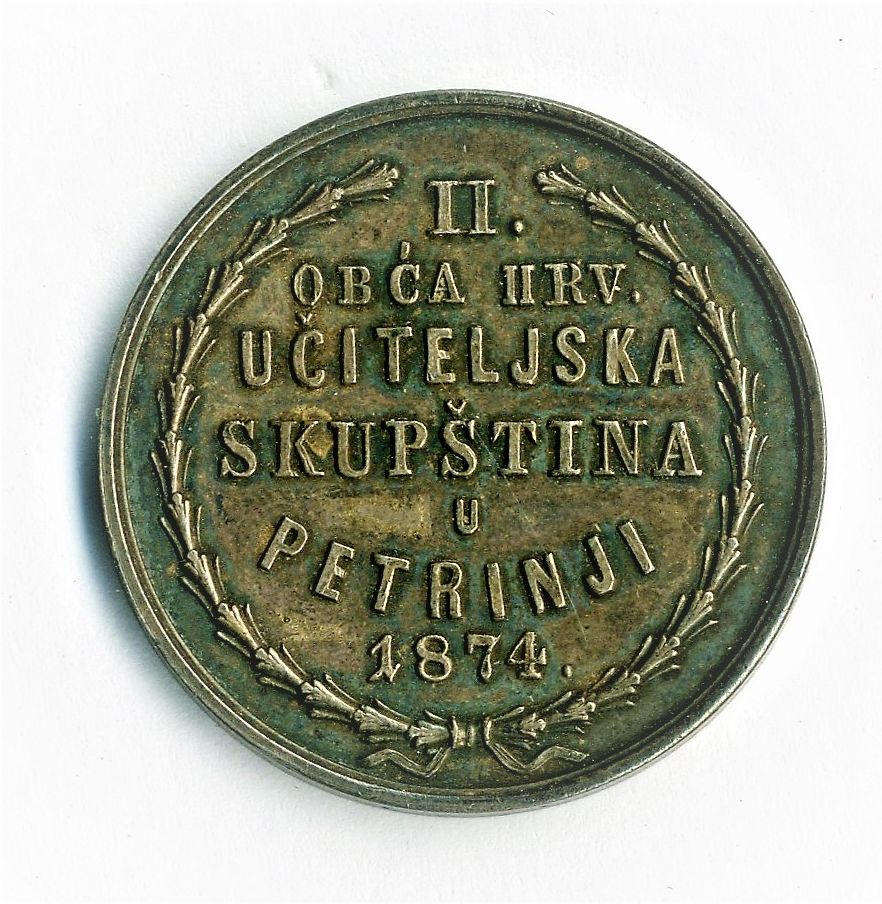 II.
OBĆA HRV.
UČITELJSKA
SKUPŠTINA
U
PETRINJI
1874.